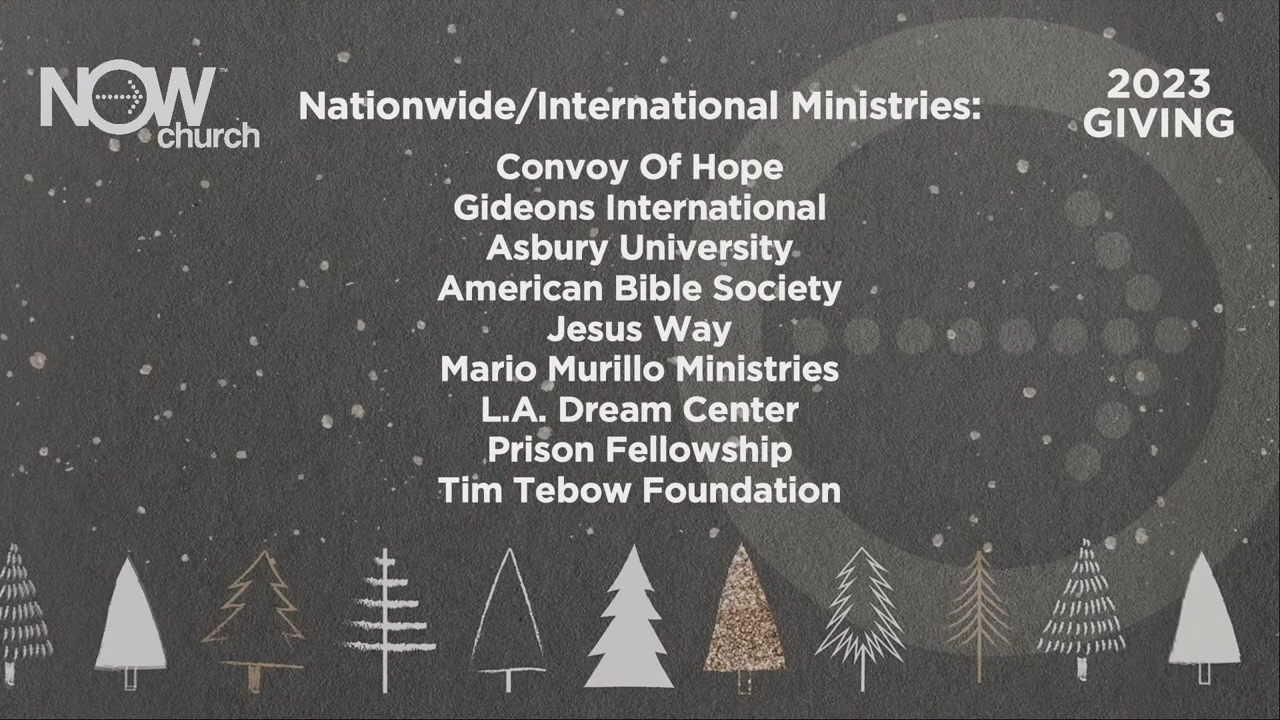 NOW™
church
Nationwide/International Ministries:
2023
GIVING
Convoy Of Hope
Gideons International
Asbury University
American Bible Society
Jesus Way
Mario Murillo Ministries
L.A. Dream Center
Prison Fellowship
Tim Tebow Foundation